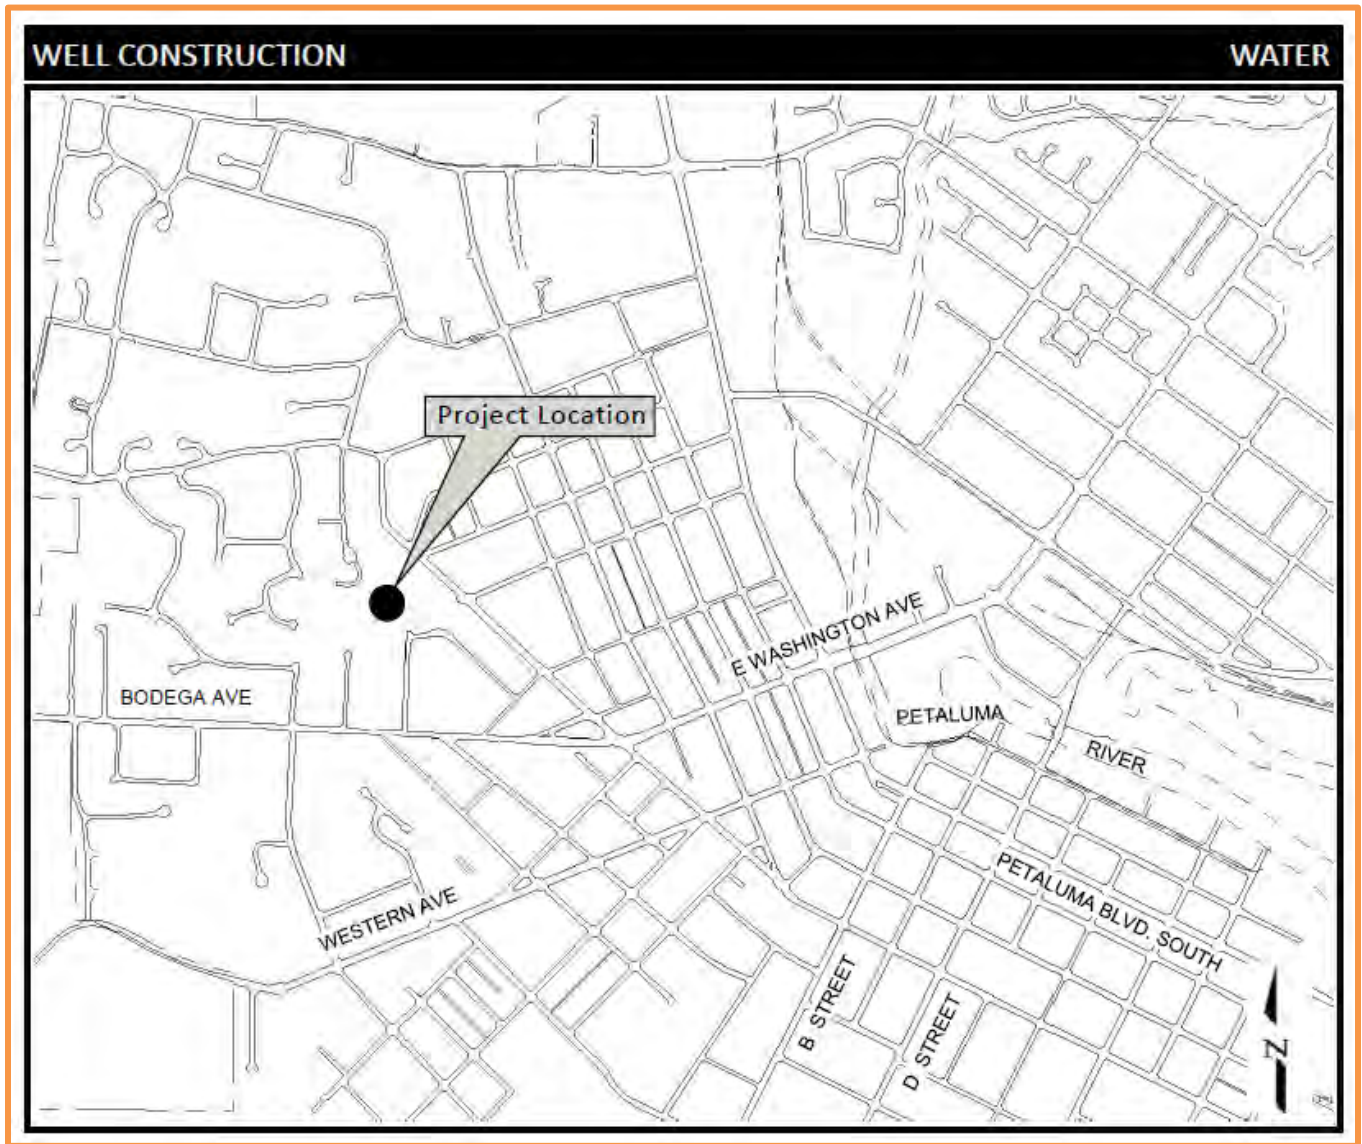 WELL CONSTRUCTION
WATER
Project Location
E WASHINGTON AVE
BODEGA AVE
PETALUMA
RIVER
WESTERN AVE
PETALUMA BLVD. SOUTH
B STREET
D STREET
N